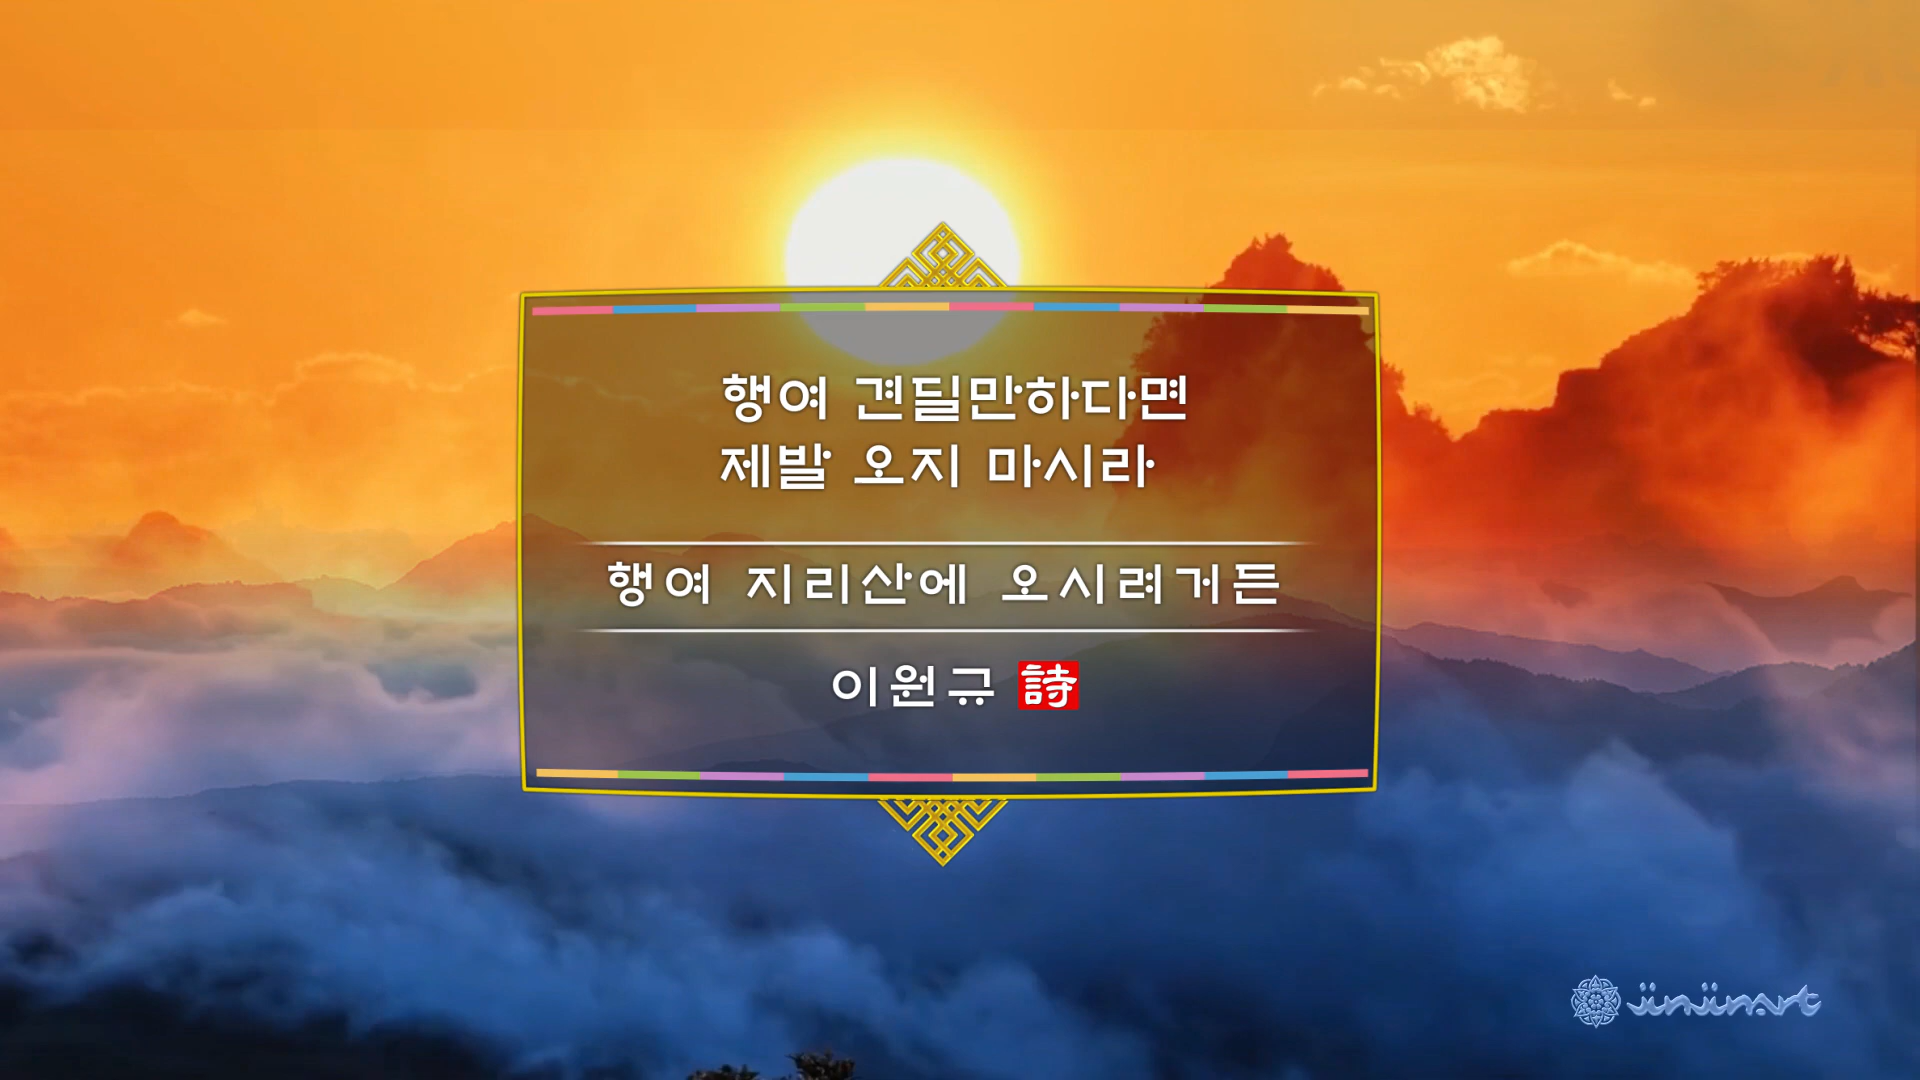 행여 견딜만하다면
제발 오지 마시라
행여 지리산에 오시려거든
이원규 詩
jinjinart